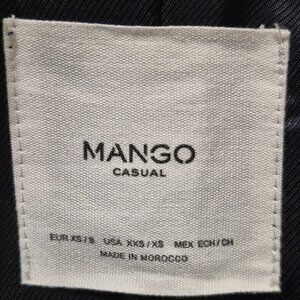 MANGO
CASUAL
EUR XS/S USA XXS/XS MEX ECH/CH
MADE IN MOROCCO